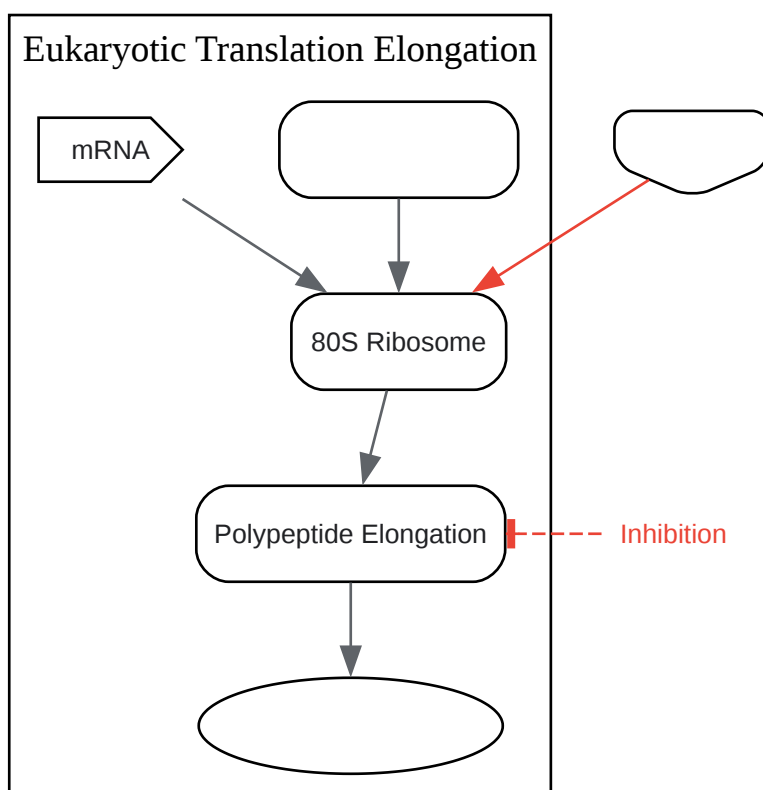 Eukaryotic Translation Elongation
mRNA
80S Ribosome
Polypeptide Elongation
Inhibition